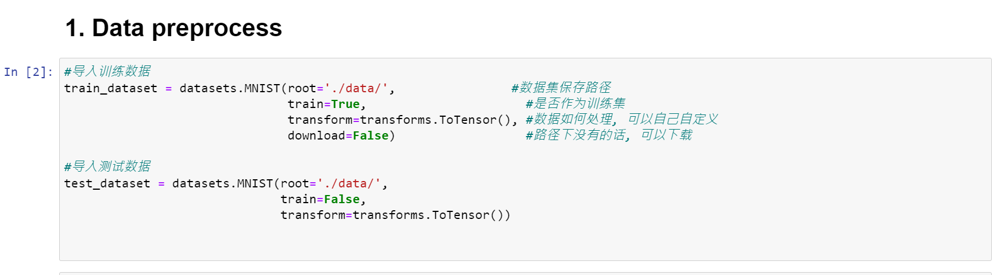 1. Data preprocess
In [2]: #导入训练数据
train_dataset = datasets.MNIST(root='./data/', #数据集保存路径
train=True, #是否作为训练集
transform=transforms.ToTensor(), #数据如何处理, 可以自己自定义
download=False) #路径下没有的话, 可以下载
#导入测试数据
test_dataset = datasets.MNIST(root='./data/',
train=False,
transform=transforms.ToTensor())